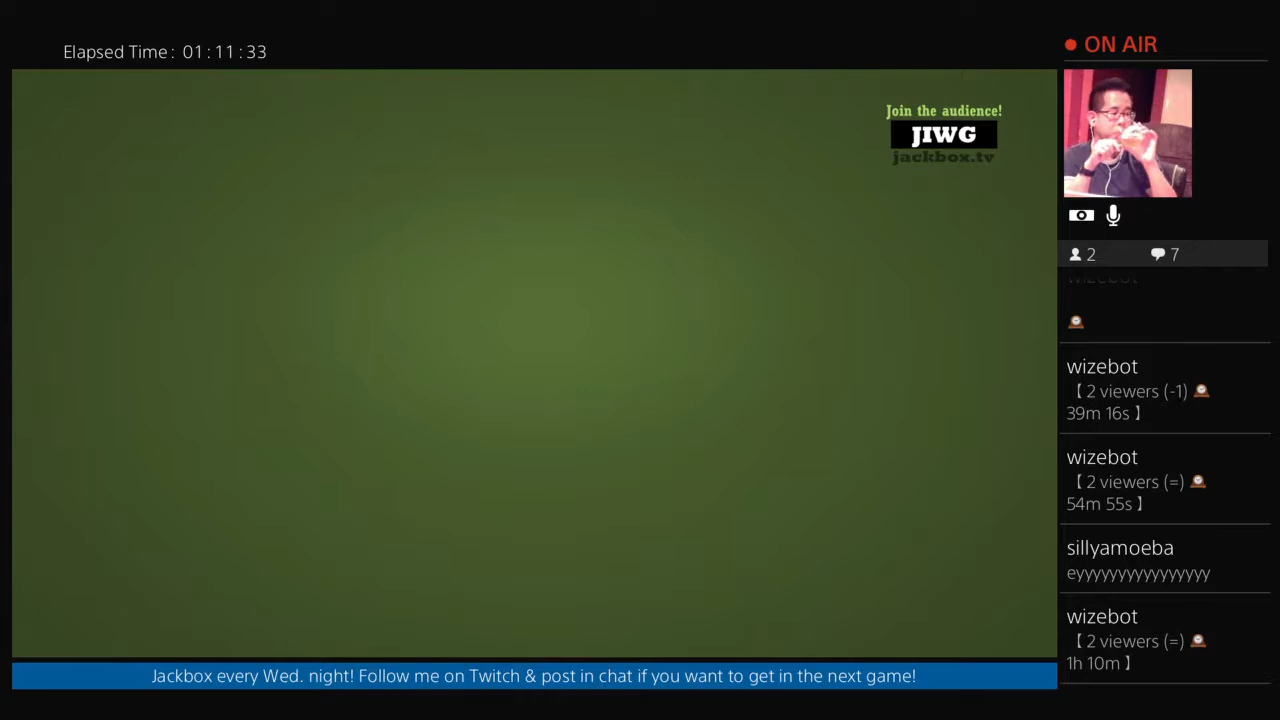 Elapsed Time: 01:11:33
ON AIR
Join the audience!
JIWG
jackbox.tv
2 7
wizebot
wizebot
【 2 viewers (-1)
39m 16s 】
wizebot
【 2 viewers (=)
54m 55s 】
sillyamoeba
eyyyyyyyyyyyyyyyy
wizebot
【 2 viewers (=)
1h 10m 】
Jackbox every Wed. night! Follow me on Twitch & post in chat if you want to get in the next game!